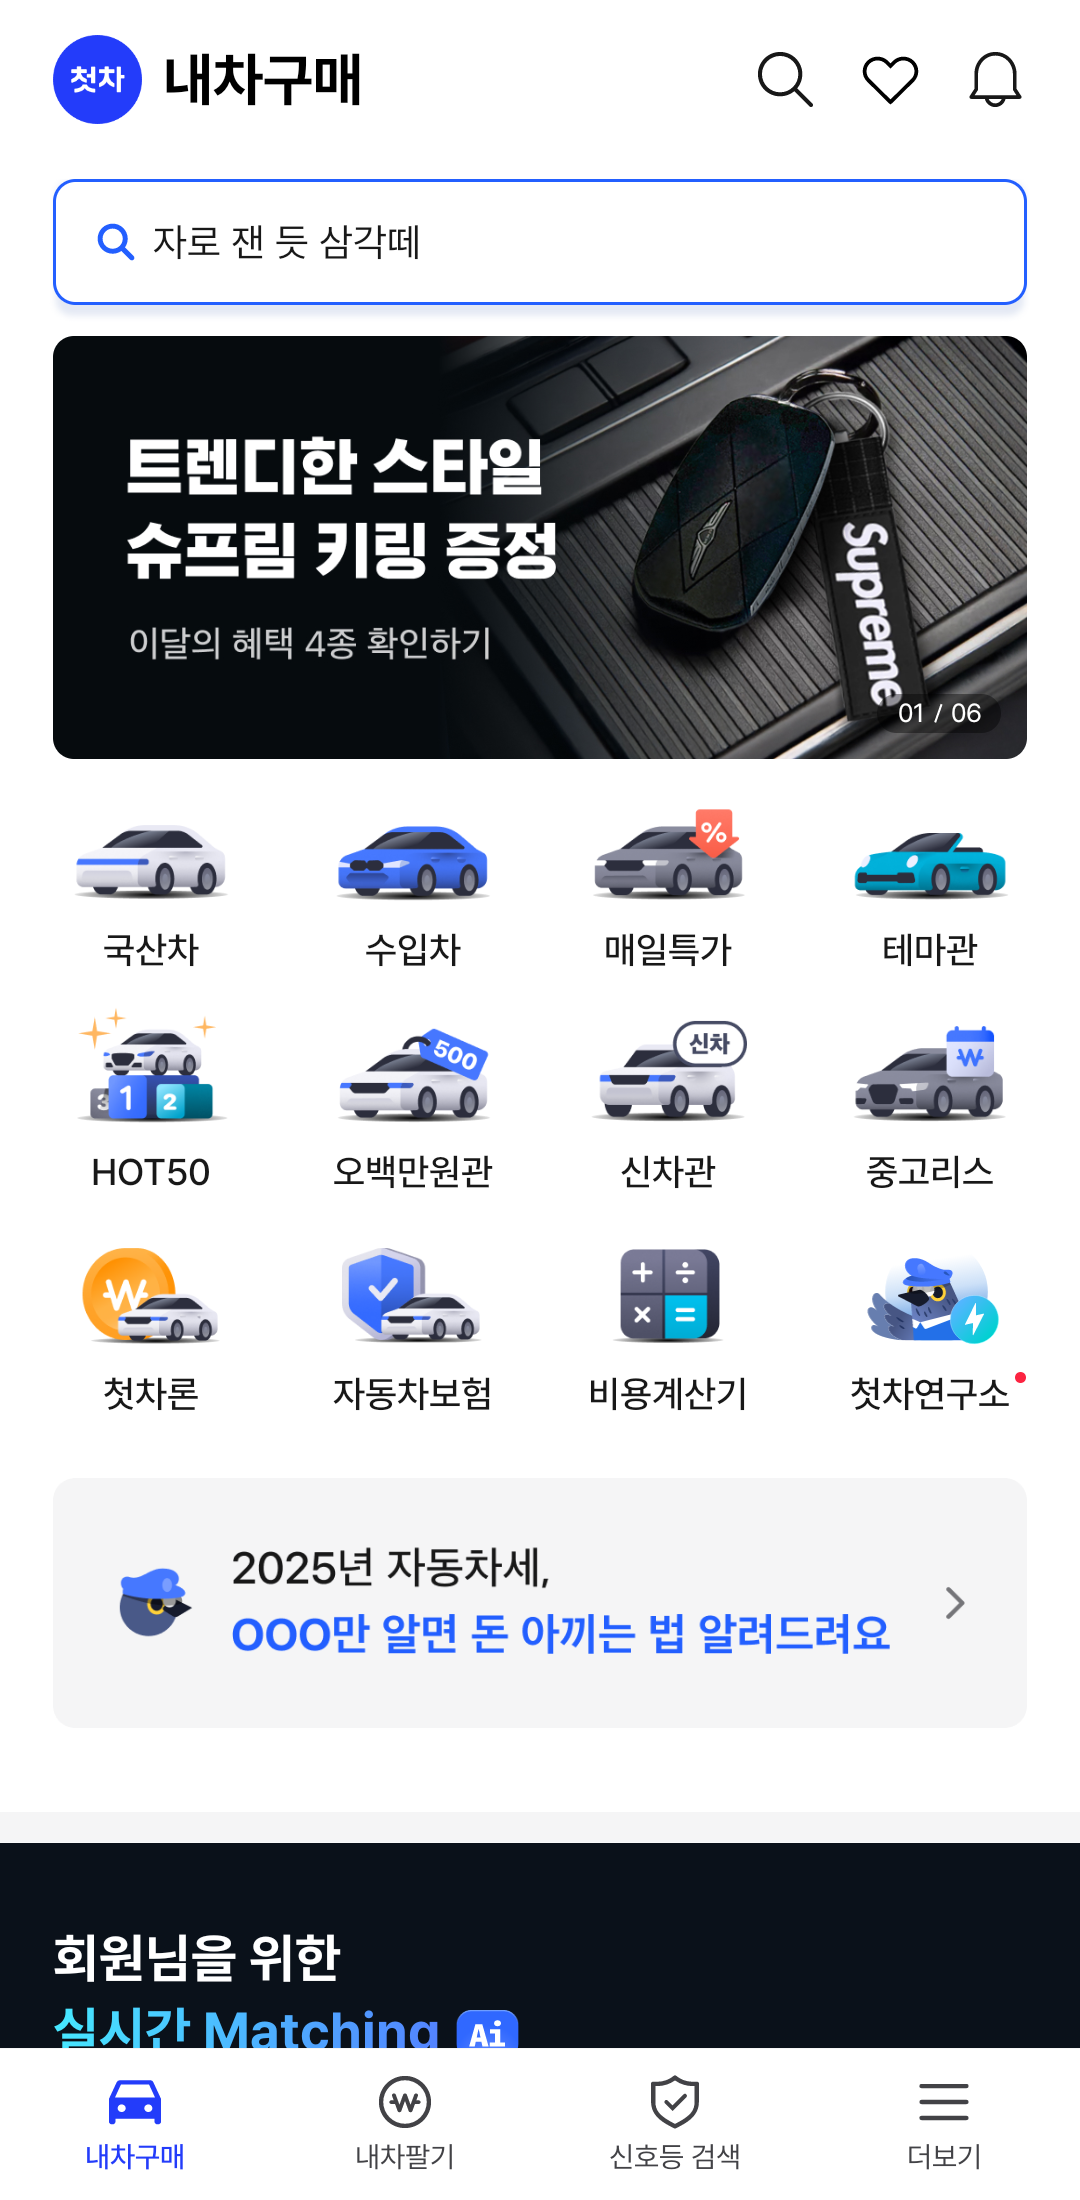 첫차 내차구매
자로 잰 듯 삼각떼
트렌디한 스타일
슈프림 키링 증정
이달의 혜택 4종 확인하기
Supreme
01 / 06
%
국산차 수입차 매일특가 테마관
3 1 2
500
신차
₩
HOT50 오백만원관 신차관 중고리스
₩
첫차론 자동차보험 비용계산기 첫차연구소
2025년 자동차세,
OOO만 알면 돈 아끼는 법 알려드려요
회원님을 위한
실시간 Matching Ai
내차구매 내차팔기 신호등 검색 더보기